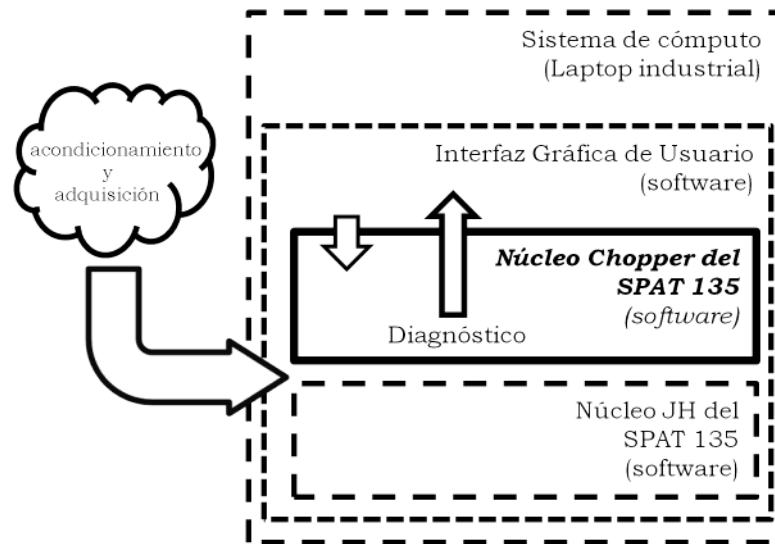 Sistema de cómputo
(Laptop industrial)
acondicionamiento
y
adquisición
Interfaz Gráfica de Usuario
(software)
Núcleo Chopper del
SPAT 135
(software)
Diagnóstico
Núcleo JH del
SPAT 135
(software)